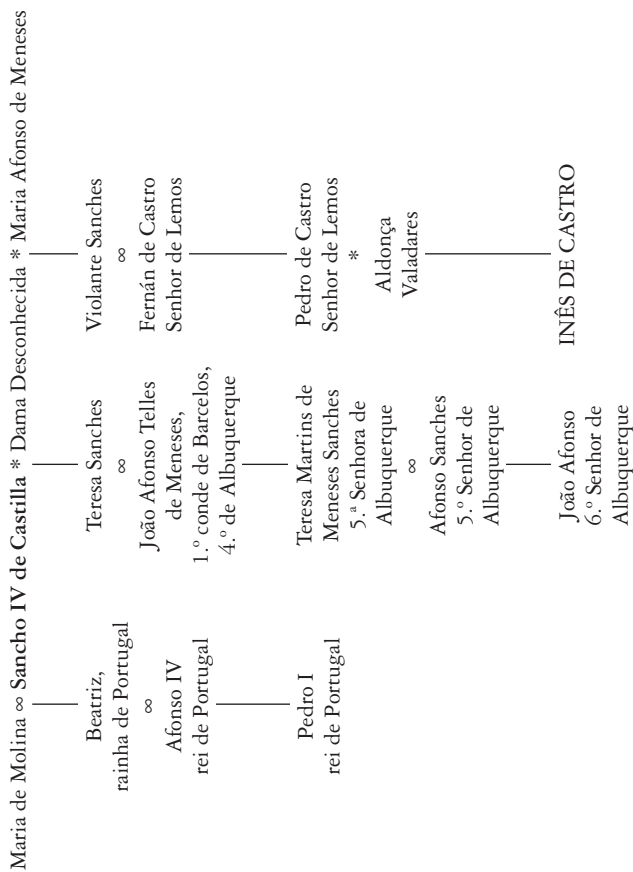 Maria de Molina ∞ Sancho IV de Castilla * Dama Desconhecida * Maria Afonso de Meneses
Beatriz,
rainha de Portugal
∞
Afonso IV
rei de Portugal
Pedro I
rei de Portugal
Teresa Sanches
∞
João Afonso Telles
de Meneses,
1.º conde de Barcelos,
4.º de Albuquerque
Teresa Martins de
Meneses Sanches
5.ª Senhora de
Albuquerque
∞
Afonso Sanches
5.º Senhor de
Albuquerque
João Afonso
6.º Senhor de
Albuquerque
Violante Sanches
∞
Fernán de Castro
Senhor de Lemos
Pedro de Castro
Senhor de Lemos
*
Aldonça
Valadares
INÊS DE CASTRO